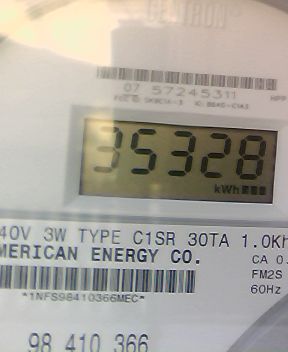 CENTRON®
07 57245311
35328
kWh
40V 3W TYPE C1SR 30TA 1.0Kh
MERICAN ENERGY CO.
CA 0.
FM2S
60Hz
*1NFS98410366MEC*
98 410 366